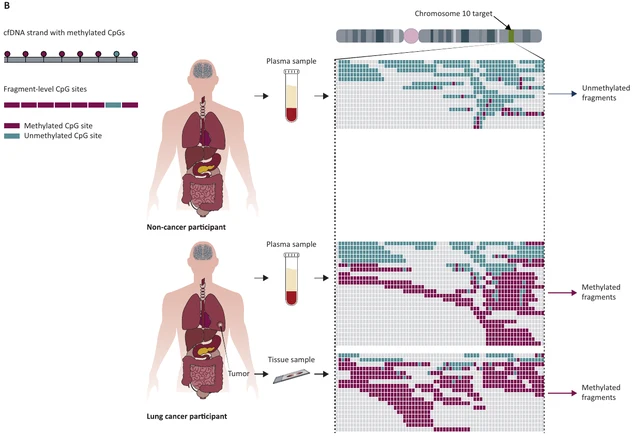 B
Chromosome 10 target
cfDNA strand with methylated CpGs
Plasma sample
Fragment-level CpG sites
Unmethylated
fragments
Methylated CpG site
Unmethylated CpG site
Non-cancer participant
Plasma sample
Methylated
fragments
Tissue sample
Tumor
Methylated
fragments
Lung cancer participant